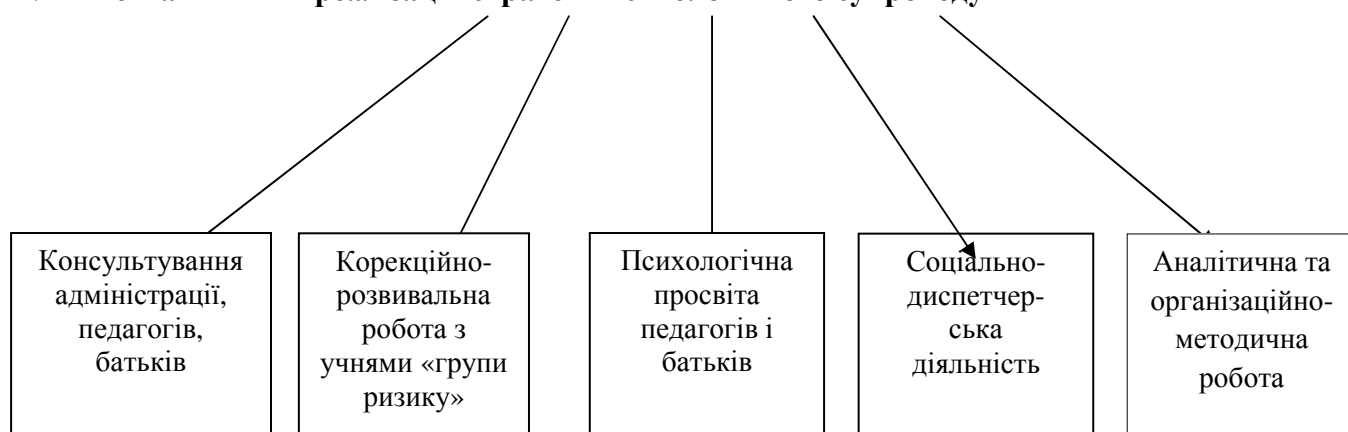 Консультування
адміністрації,
педагогів,
батьків
Корекційно-
розвивальна
робота з
учнями «групи
ризику»
Психологічна
просвіта
педагогів і
батьків
Соціально-
диспетчер-
ська
діяльність
Аналітична та
організаційно-
методична
робота